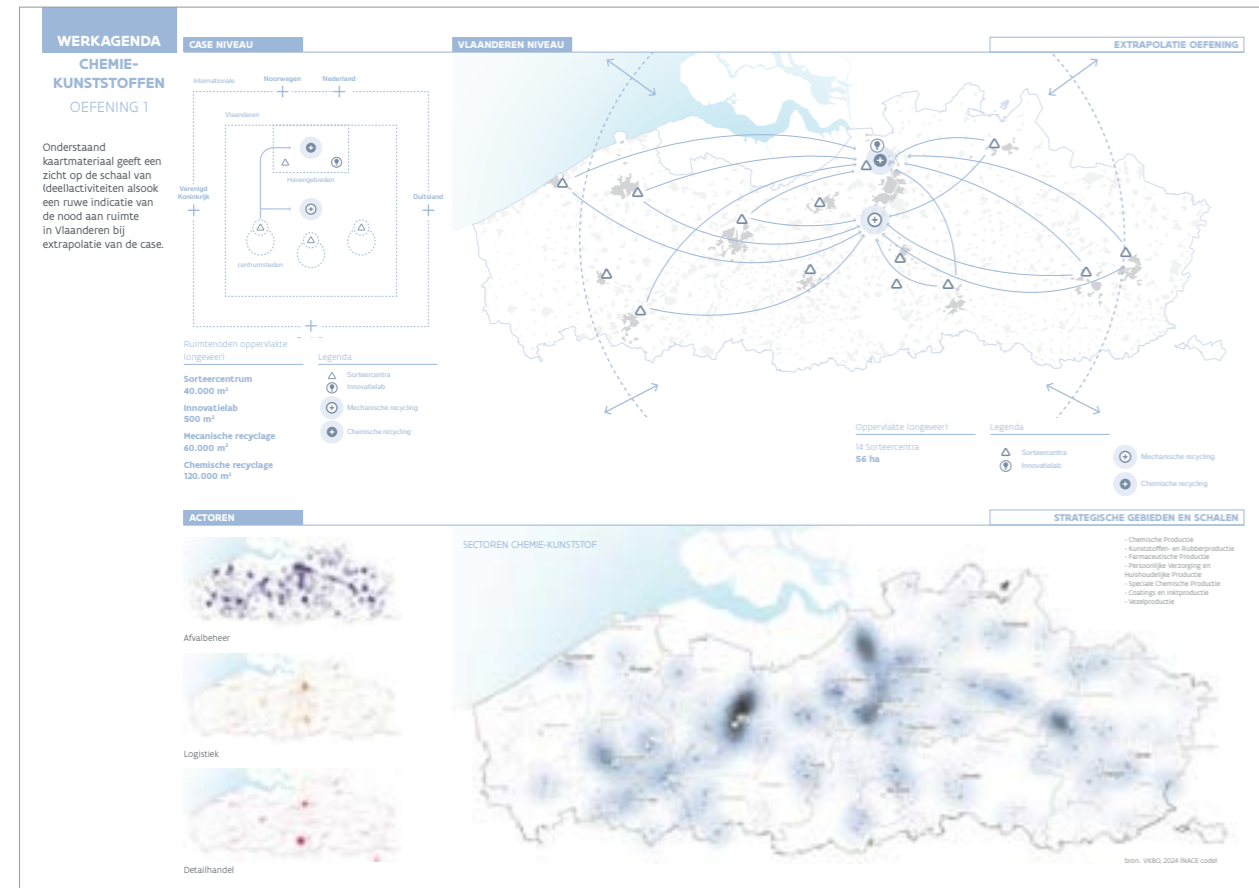 WERKAGENDA
CHEMIE-
KUNSTSTOFFEN
OEFENING 1
Onderstaand
kaartmateriaal geeft een
zicht op de schaal van
(deel)activiteiten alsook
een ruwe indicatie van
de nood aan ruimte
in Vlaanderen bij
extrapolatie van de case.
CASE NIVEAU
Internationale
Noorwegen
Nederland
Vlaanderen
Havengebieden
Verenigd
Koninkrijk
Duitsland
centrumsteden
Ruimtenoden oppervlakte
(ongeveer)
Sorteercentrum
40.000 m²
Innovatielab
500 m²
Mecanische recyclage
60.000 m²
Chemische recyclage
120.000 m²
Legenda
Sorteercentra
Innovatielab
Mechanische recycling
Chemische recycling
VLAANDEREN NIVEAU
EXTRAPOLATIE OEFENING
Oppervlakte (ongeveer)
14 Sorteercentra
56 ha
Legenda
Sorteercentra
Innovatielab
Mechanische recycling
Chemische recycling
ACTOREN
Afvalbeheer
Logistiek
Detailhandel
STRATEGISCHE GEBIEDEN EN SCHALEN
SECTOREN CHEMIE-KUNSTSTOF
- Chemische Productie
- Kunststoffen- en Rubberproductie
- Farmaceutische Productie
- Persoonlijke Verzorging en
Huishoudelijke Productie
- Speciale Chemische Productie
- Coatings en Inktproductie
- Vezelproductie
bron. VKBO, 2024 (NACE code)